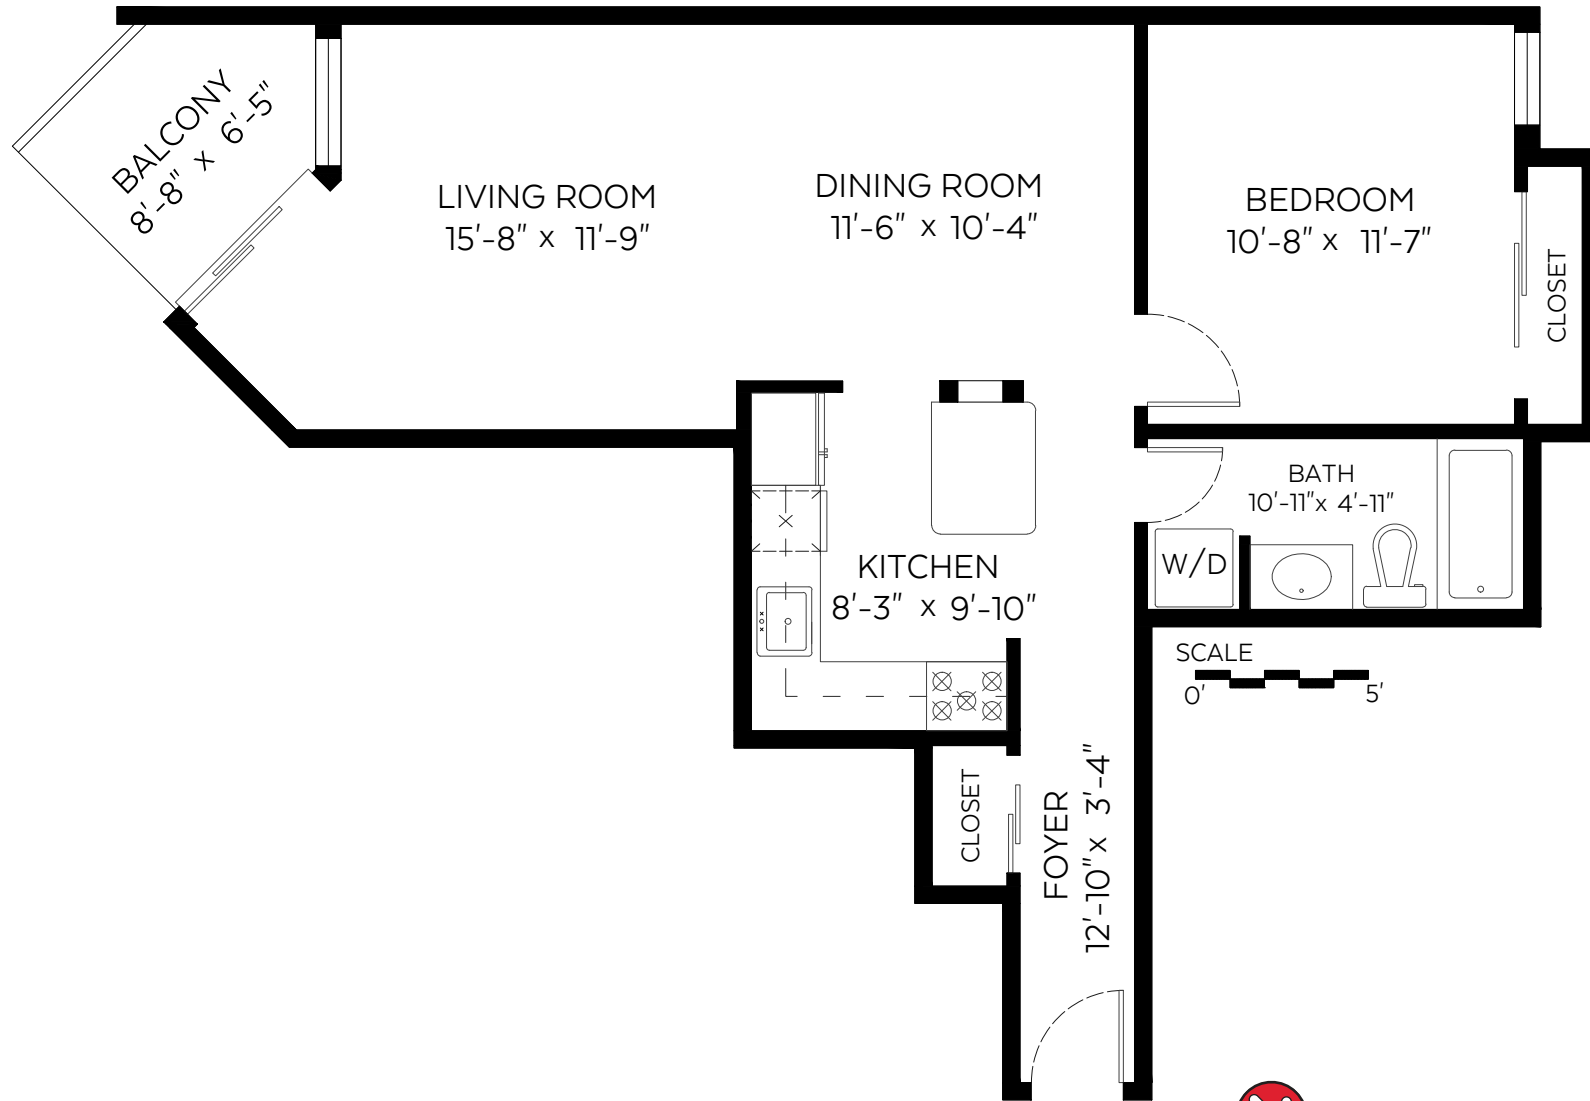 BALCONY
8'-8" x 6'-5"
LIVING ROOM
15'-8" x 11'-9"
DINING ROOM
11'-6" x 10'-4"
BEDROOM
10'-8" x 11'-7"
CLOSET
BATH
10'-11"x 4'-11"
W/D
KITCHEN
8'-3" x 9'-10"
SCALE
0' 5'
CLOSET
FOYER
12'-10"x 3'-4"